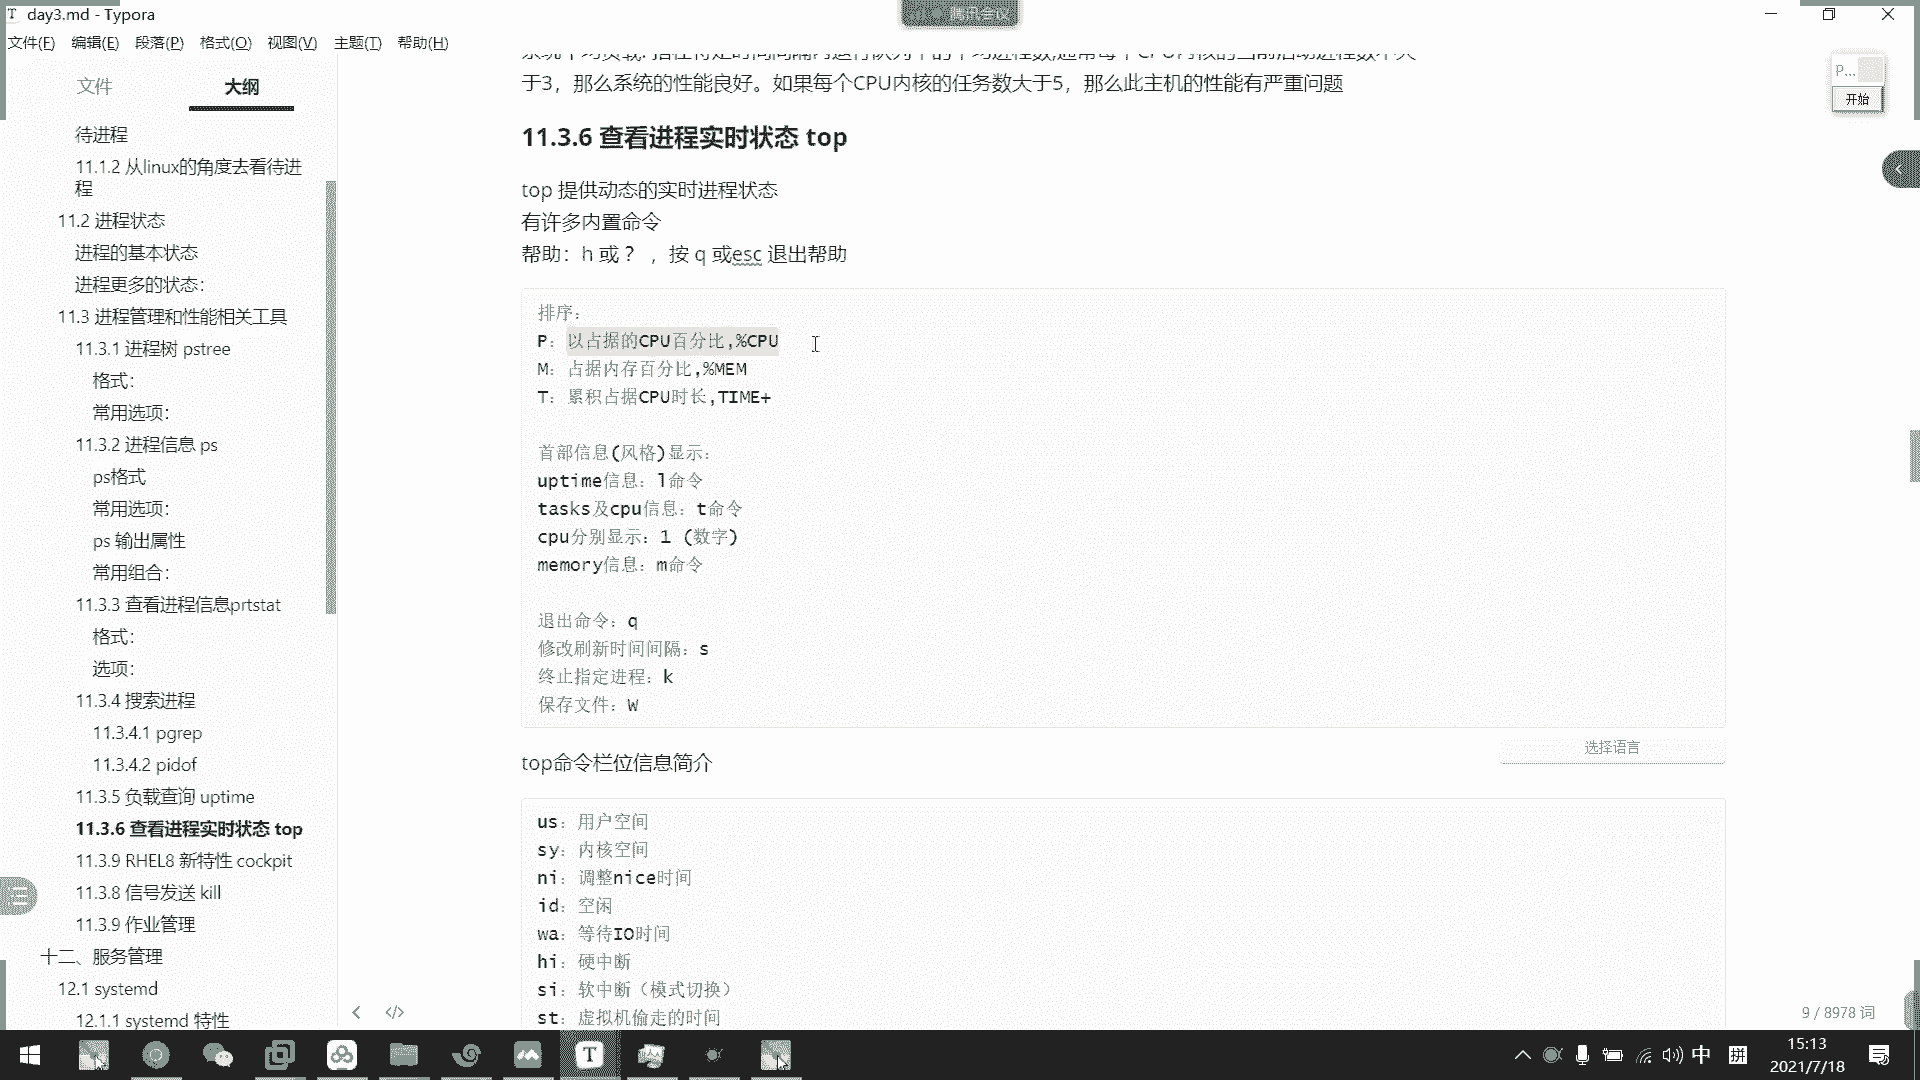 day3.md - Typora
腾讯会议
文件(F) 编辑(E) 段落(P) 格式(O) 视图(V) 主题(T) 帮助(H)
文件 大纲
待进程
11.1.2 从linux的角度去看待进
程
11.2 进程状态
进程的基本状态
进程更多的状态：
11.3 进程管理和性能相关工具
11.3.1 进程树 pstree
格式：
常用选项：
11.3.2 进程信息 ps
ps格式
常用选项：
ps 输出属性
常用组合：
11.3.3 查看进程信息prtstat
格式：
选项：
11.3.4 搜索进程
11.3.4.1 pgrep
11.3.4.2 pidof
11.3.5 负载查询 uptime
11.3.6 查看进程实时状态 top
11.3.9 RHEL8 新特性 cockpit
11.3.8 信号发送 kill
11.3.9 作业管理
十二、服务管理
12.1 systemd
12.1.1 systemd 特性
于3，那么系统的性能良好。如果每个CPU内核的任务数大于5，那么此主机的性能有严重问题
11.3.6 查看进程实时状态 top
top 提供动态的实时进程状态
有许多内置命令
帮助：h 或 ？ ，按 q 或esc 退出帮助
排序：
P：以占据的CPU百分比,%CPU
M：占据内存百分比,%MEM
T：累积占据CPU时长,TIME+
首部信息(风格)显示：
uptime信息：l命令
tasks及cpu信息：t命令
cpu分别显示：1 (数字)
memory信息：m命令
退出命令：q
修改刷新时间间隔：s
终止指定进程：k
保存文件：W
选择语言
top命令栏位信息简介
us：用户空间
sy：内核空间
ni：调整nice时间
id：空闲
wa：等待IO时间
hi：硬中断
si：软中断（模式切换）
st：虚拟机偷走的时间
P...
开始
9 / 8978 词
中
拼
15:13
2021/7/18